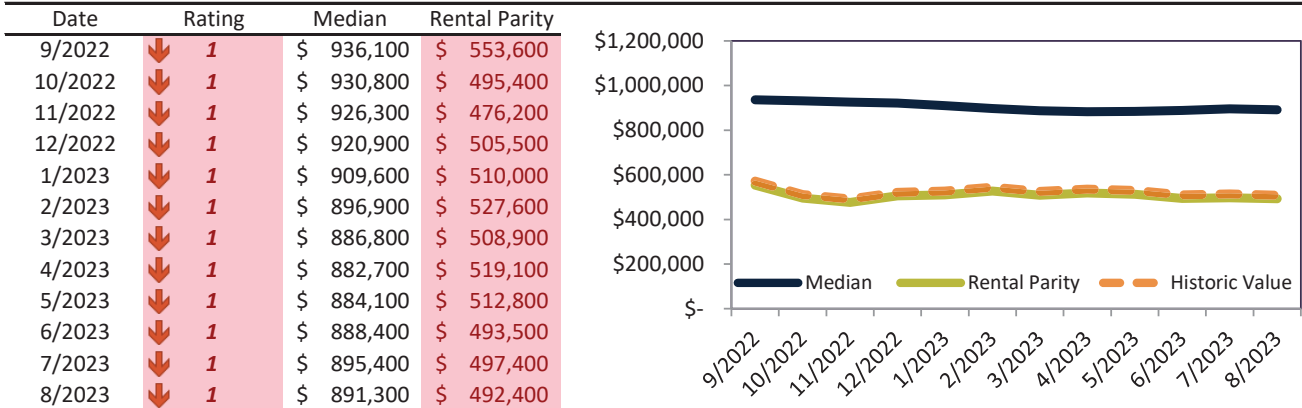 Date Rating Median Rental Parity
9/2022 1 $ 936,100 $ 553,600
10/2022 1 $ 930,800 $ 495,400
11/2022 1 $ 926,300 $ 476,200
12/2022 1 $ 920,900 $ 505,500
1/2023 1 $ 909,600 $ 510,000
2/2023 1 $ 896,900 $ 527,600
3/2023 1 $ 886,800 $ 508,900
4/2023 1 $ 882,700 $ 519,100
5/2023 1 $ 884,100 $ 512,800
6/2023 1 $ 888,400 $ 493,500
7/2023 1 $ 895,400 $ 497,400
8/2023 1 $ 891,300 $ 492,400
$1,200,000
$1,000,000
$800,000
$600,000
$400,000
$200,000
$-
Median Rental Parity Historic Value
9/2022 10/2022 11/2022 12/2022 1/2023 2/2023 3/2023 4/2023 5/2023 6/2023 7/2023 8/2023